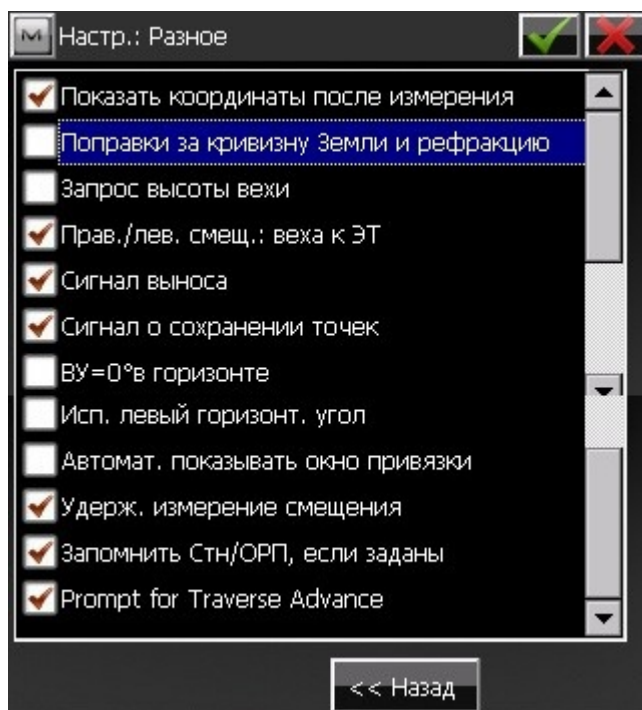 Настр.: Разное
Показать координаты после измерения
Поправки за кривизну Земли и рефракцию
Запрос высоты вехи
Прав./лев. смещ.: веха к ЭТ
Сигнал выноса
Сигнал о сохранении точек
ВУ=0°в горизонте
Исп. левый горизонт. угол
Автомат. показывать окно привязки
Удерж. измерение смещения
Запомнить Стн/ОРП, если заданы
Prompt for Traverse Advance
<< Назад